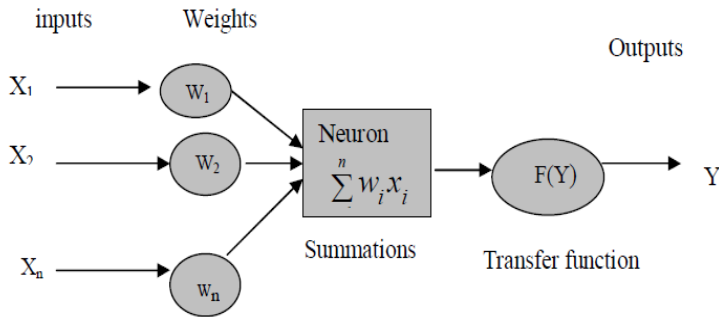 inputs
Weights
Outputs
X₁
W₁
X₂
W₂
Neuron
n
∑ wᵢxᵢ
F(Y)
Y
Summations
Transfer function
Xₙ
wₙ